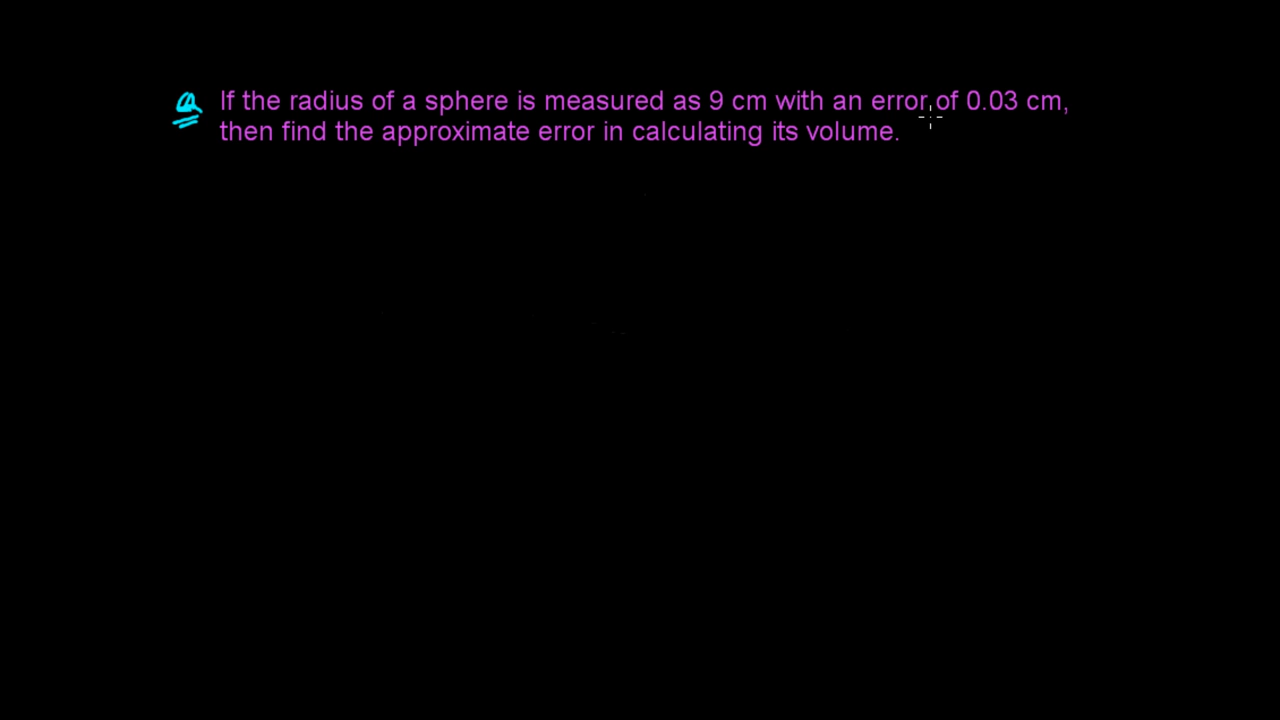 Q If the radius of a sphere is measured as 9 cm with an error of 0.03 cm,
then find the approximate error in calculating its volume.